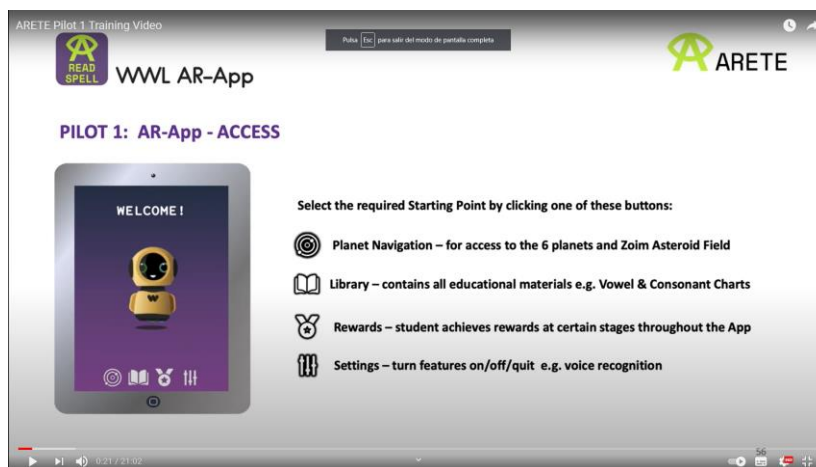 ARETE Pilot 1 Training Video
Pulsa Esc para salir del modo de pantalla completa
READ
SPELL
WWL AR-App
ARETE
PILOT 1: AR-App - ACCESS
WELCOME!
Select the required Starting Point by clicking one of these buttons:
Planet Navigation – for access to the 6 planets and Zoim Asteroid Field
Library – contains all educational materials e.g. Vowel & Consonant Charts
Rewards – student achieves rewards at certain stages throughout the App
Settings – turn features on/off/quit e.g. voice recognition
56
0:21 / 21:02